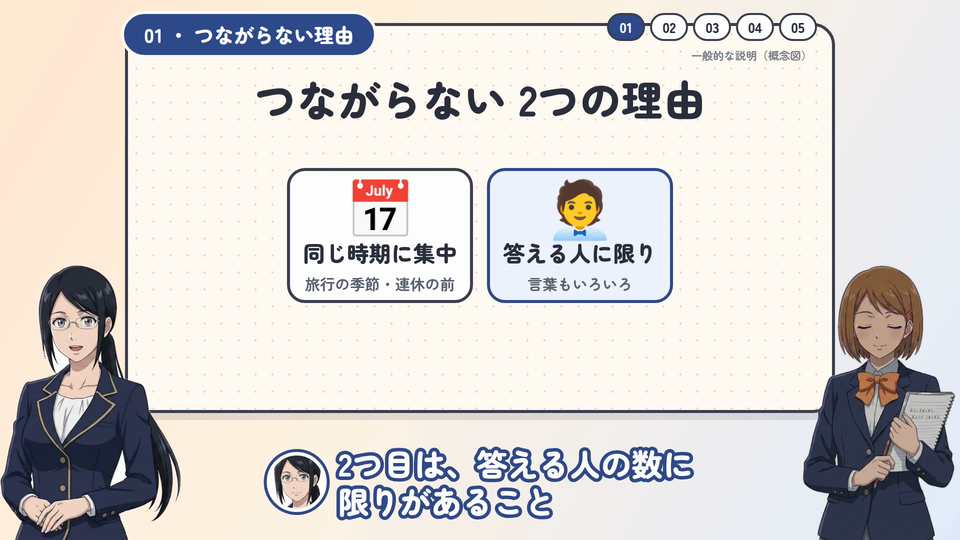 01 ・ つながらない理由
01 02 03 04 05
一般的な説明（概念図）
つながらない 2つの理由
July
17
同じ時期に集中
旅行の季節・連休の前
答える人に限り
言葉もいろいろ
2つ目は、答える人の数に
限りがあること